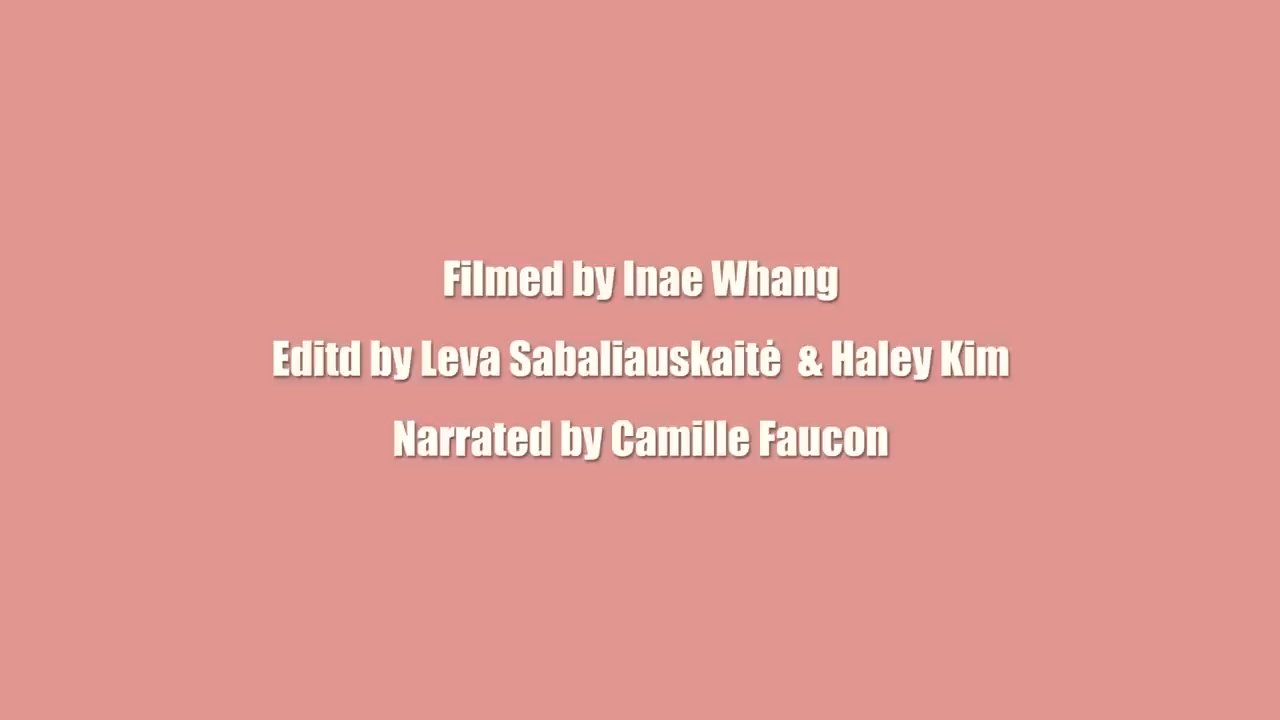 Filmed by Inae Whang
Editd by Leva Sabaliauskaitė & Haley Kim
Narrated by Camille Faucon